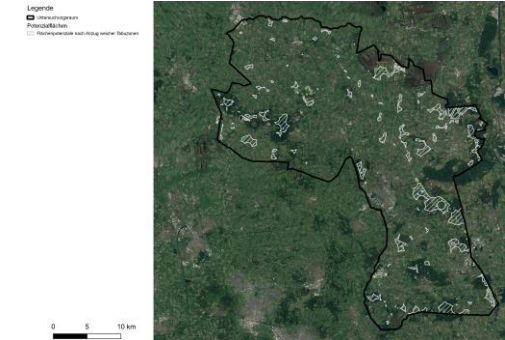 Legende
Untersuchungsraum
Potenzialflächen
Flächenpotenziale nach Abzug weicher Tabuzonen
0 5 10 km